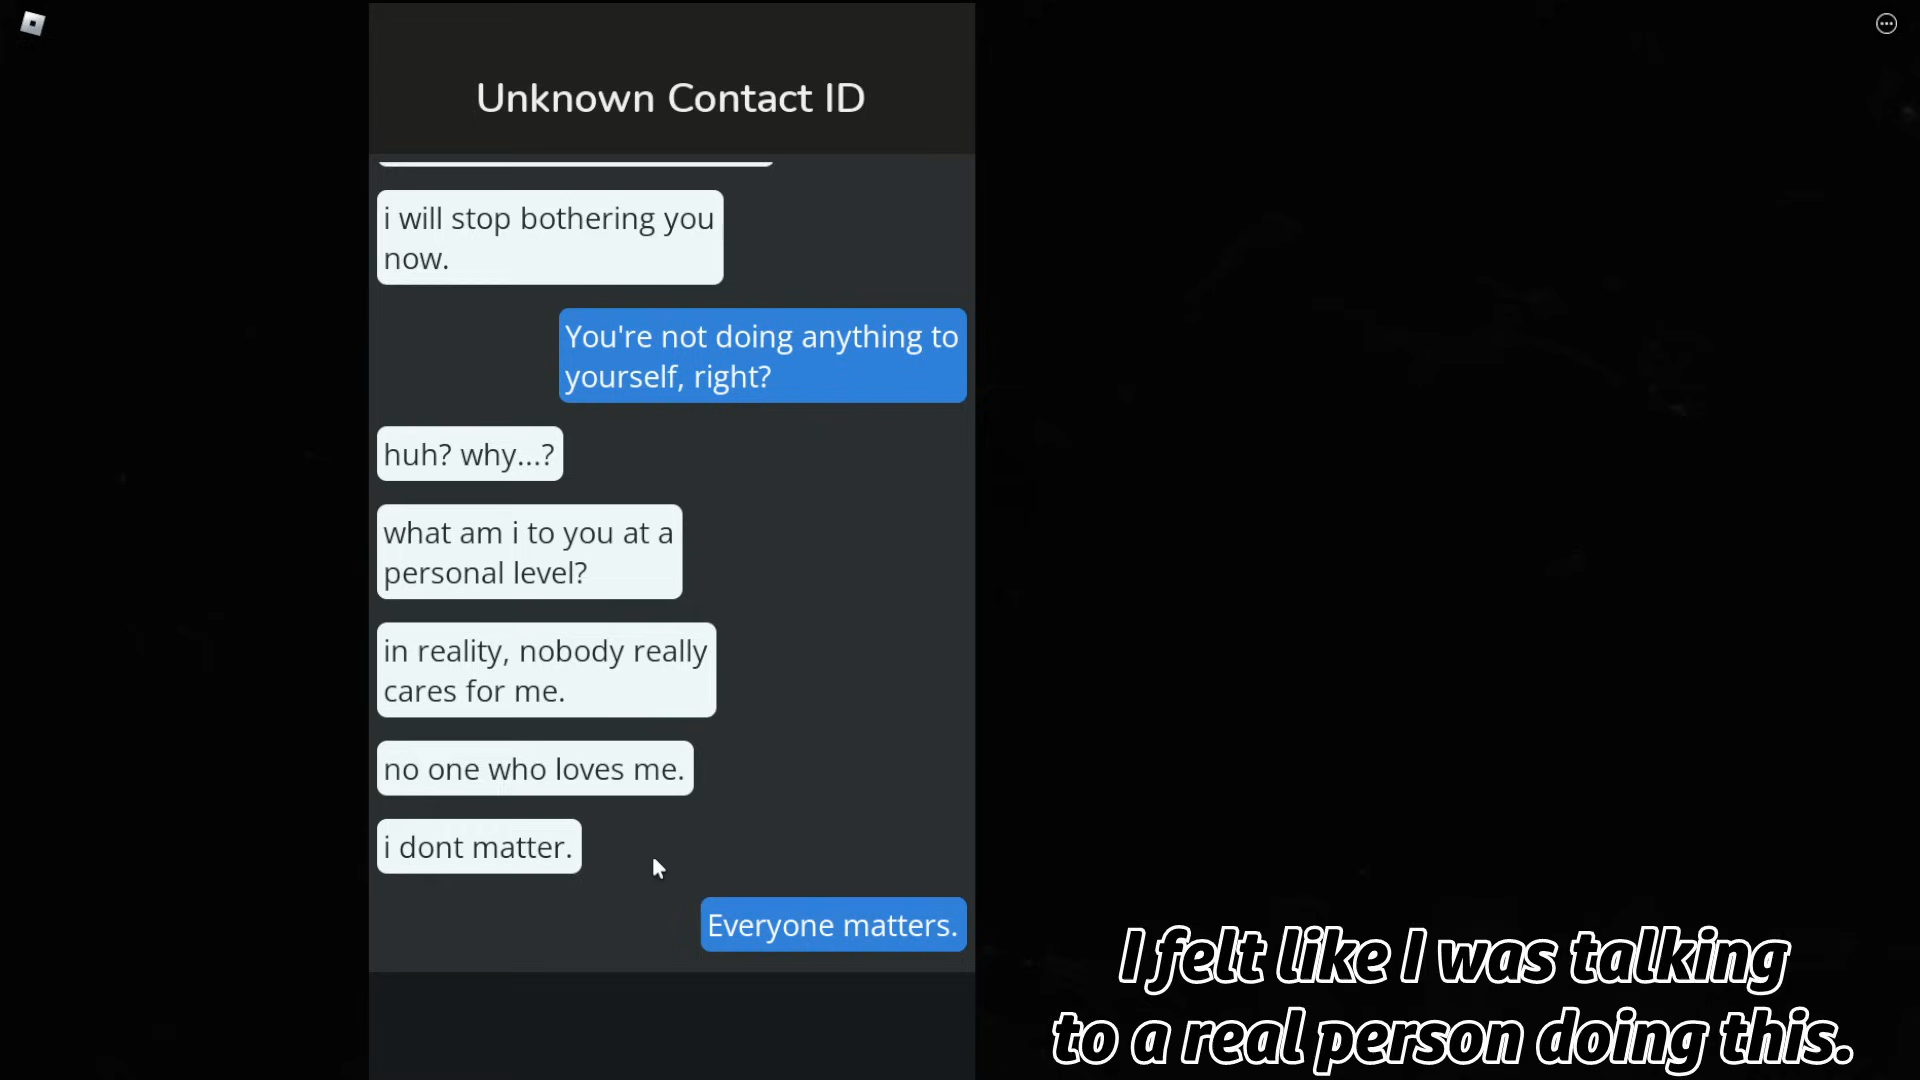 Unknown Contact ID
i will stop bothering you
now.
You're not doing anything to
yourself, right?
huh? why...?
what am i to you at a
personal level?
in reality, nobody really
cares for me.
no one who loves me.
i dont matter.
Everyone matters.
I felt like I was talking
to a real person doing this.